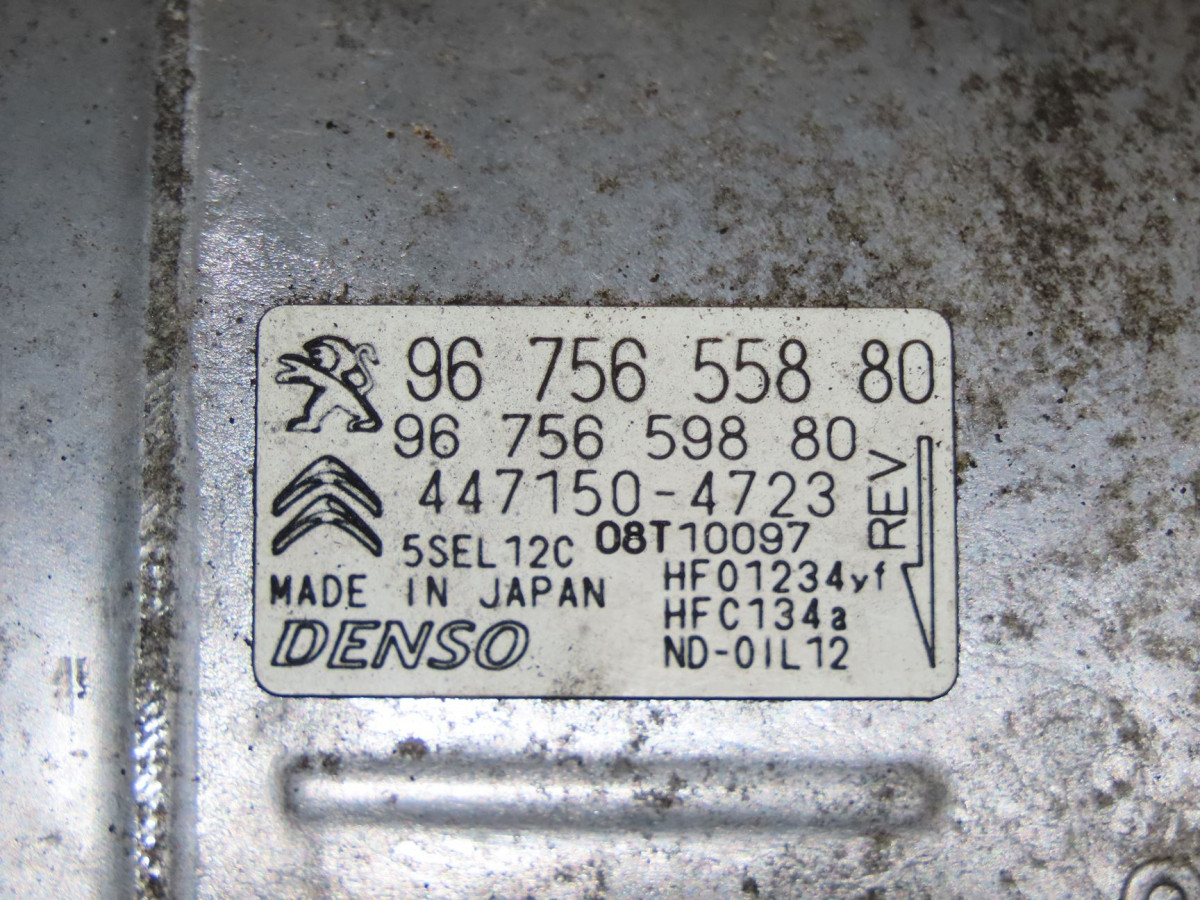 96 756 558 80
96 756 598 80
447150-4723
5SEL12C 08T10097
REV
MADE IN JAPAN
HFO1234yf
HFC134a
DENSO
ND-OIL12